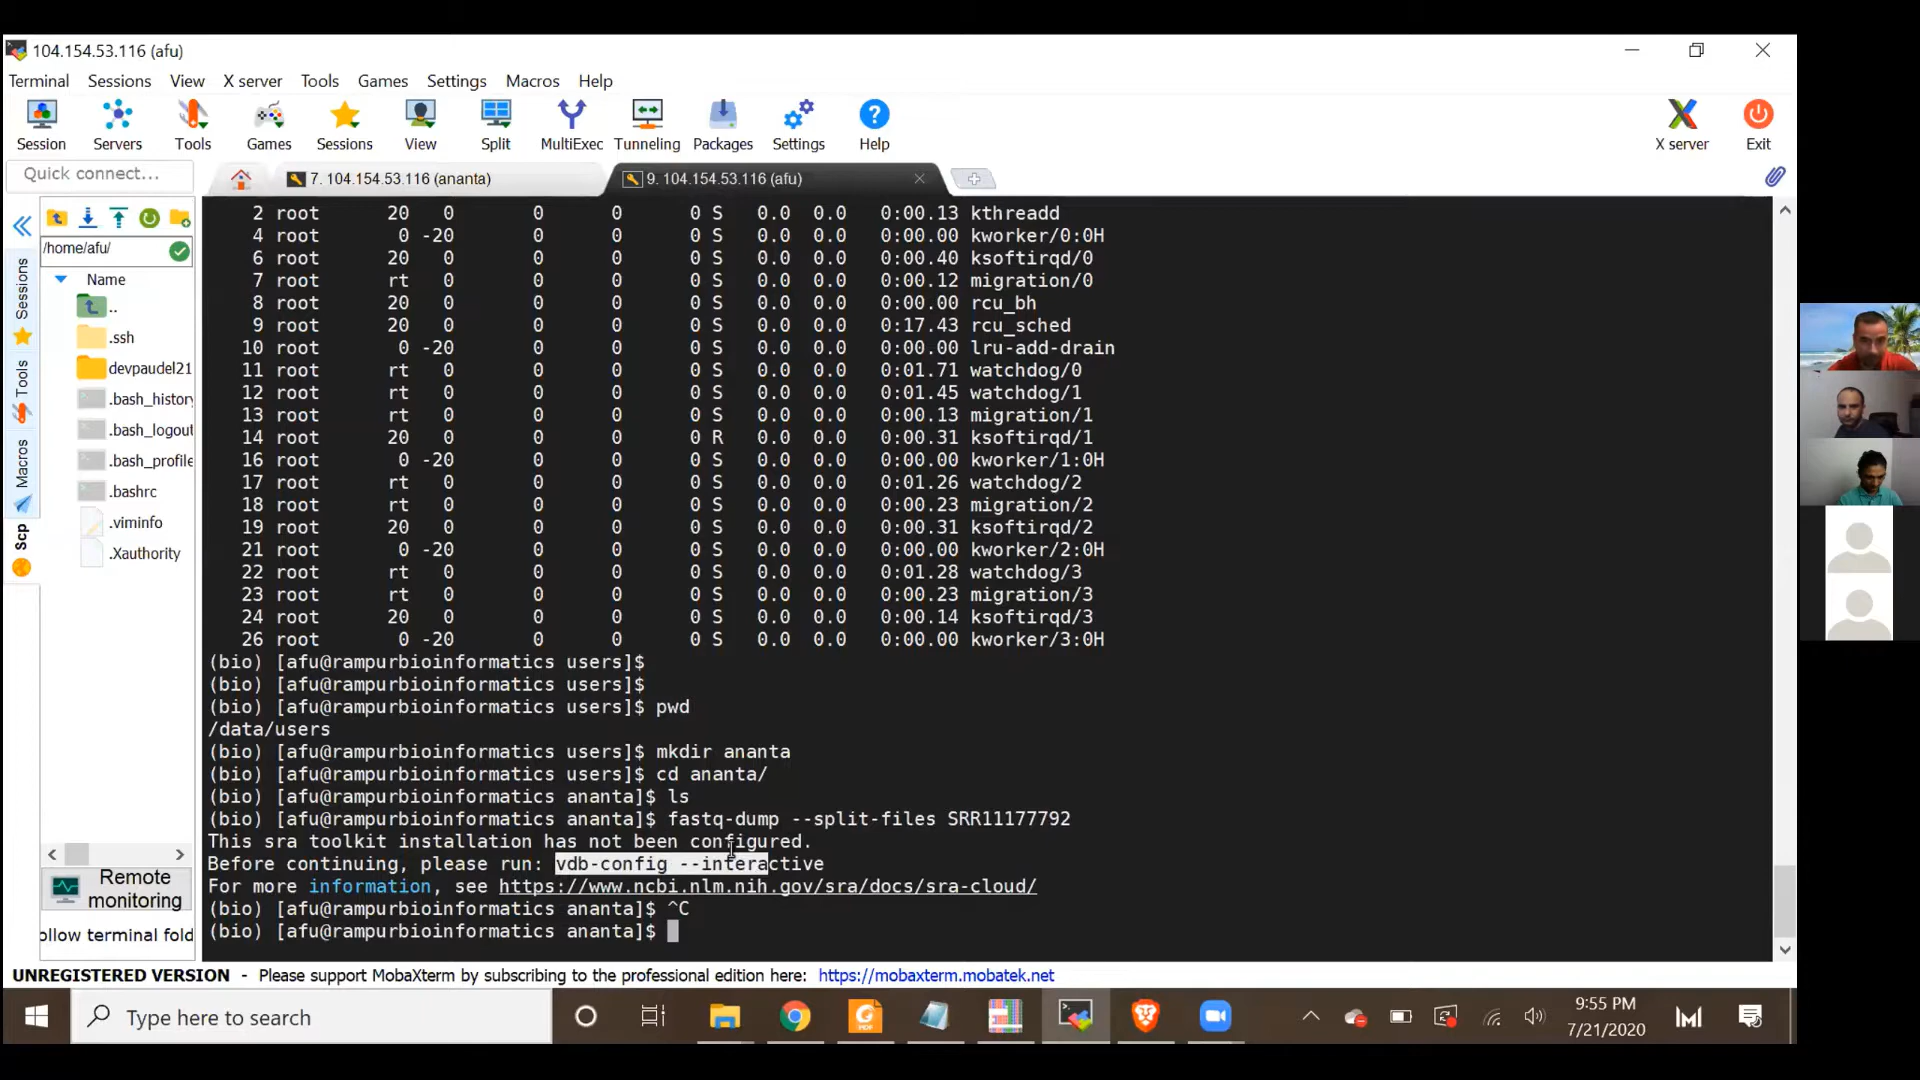 104.154.53.116 (afu)
Terminal Sessions View X server Tools Games Settings Macros Help
Session Servers Tools Games Sessions View Split MultiExec Tunneling Packages Settings Help X server Exit
Quick connect...
7. 104.154.53.116 (ananta)
9. 104.154.53.116 (afu)
/home/afu/
Name
..
.ssh
devpaudel21
.bash_history
.bash_logout
.bash_profile
.bashrc
.viminfo
.Xauthority
Sessions
Tools
Macros
Scp
Remote
monitoring
ollow terminal fold
2 root 20 0 0 0 0 S 0.0 0.0 0:00.13 kthreadd
4 root 0 -20 0 0 0 S 0.0 0.0 0:00.00 kworker/0:0H
6 root 20 0 0 0 0 S 0.0 0.0 0:00.40 ksoftirqd/0
7 root rt 0 0 0 0 S 0.0 0.0 0:00.12 migration/0
8 root 20 0 0 0 0 S 0.0 0.0 0:00.00 rcu_bh
9 root 20 0 0 0 0 S 0.0 0.0 0:17.43 rcu_sched
10 root 0 -20 0 0 0 S 0.0 0.0 0:00.00 lru-add-drain
11 root rt 0 0 0 0 S 0.0 0.0 0:01.71 watchdog/0
12 root rt 0 0 0 0 S 0.0 0.0 0:01.45 watchdog/1
13 root rt 0 0 0 0 S 0.0 0.0 0:00.13 migration/1
14 root 20 0 0 0 0 R 0.0 0.0 0:00.31 ksoftirqd/1
16 root 0 -20 0 0 0 S 0.0 0.0 0:00.00 kworker/1:0H
17 root rt 0 0 0 0 S 0.0 0.0 0:01.26 watchdog/2
18 root rt 0 0 0 0 S 0.0 0.0 0:00.23 migration/2
19 root 20 0 0 0 0 S 0.0 0.0 0:00.31 ksoftirqd/2
21 root 0 -20 0 0 0 S 0.0 0.0 0:00.00 kworker/2:0H
22 root rt 0 0 0 0 S 0.0 0.0 0:01.28 watchdog/3
23 root rt 0 0 0 0 S 0.0 0.0 0:00.23 migration/3
24 root 20 0 0 0 0 S 0.0 0.0 0:00.14 ksoftirqd/3
26 root 0 -20 0 0 0 S 0.0 0.0 0:00.00 kworker/3:0H
(bio) [afu@rampurbioinformatics users]$
(bio) [afu@rampurbioinformatics users]$
(bio) [afu@rampurbioinformatics users]$ pwd
/data/users
(bio) [afu@rampurbioinformatics users]$ mkdir ananta
(bio) [afu@rampurbioinformatics users]$ cd ananta/
(bio) [afu@rampurbioinformatics ananta]$ ls
(bio) [afu@rampurbioinformatics ananta]$ fastq-dump --split-files SRR11177792
This sra toolkit installation has not been configured.
Before continuing, please run: vdb-config --interactive
For more information, see https://www.ncbi.nlm.nih.gov/sra/docs/sra-cloud/
(bio) [afu@rampurbioinformatics ananta]$ ^C
(bio) [afu@rampurbioinformatics ananta]$
UNREGISTERED VERSION - Please support MobaXterm by subscribing to the professional edition here: https://mobaxterm.mobatek.net
Type here to search
9:55 PM
7/21/2020